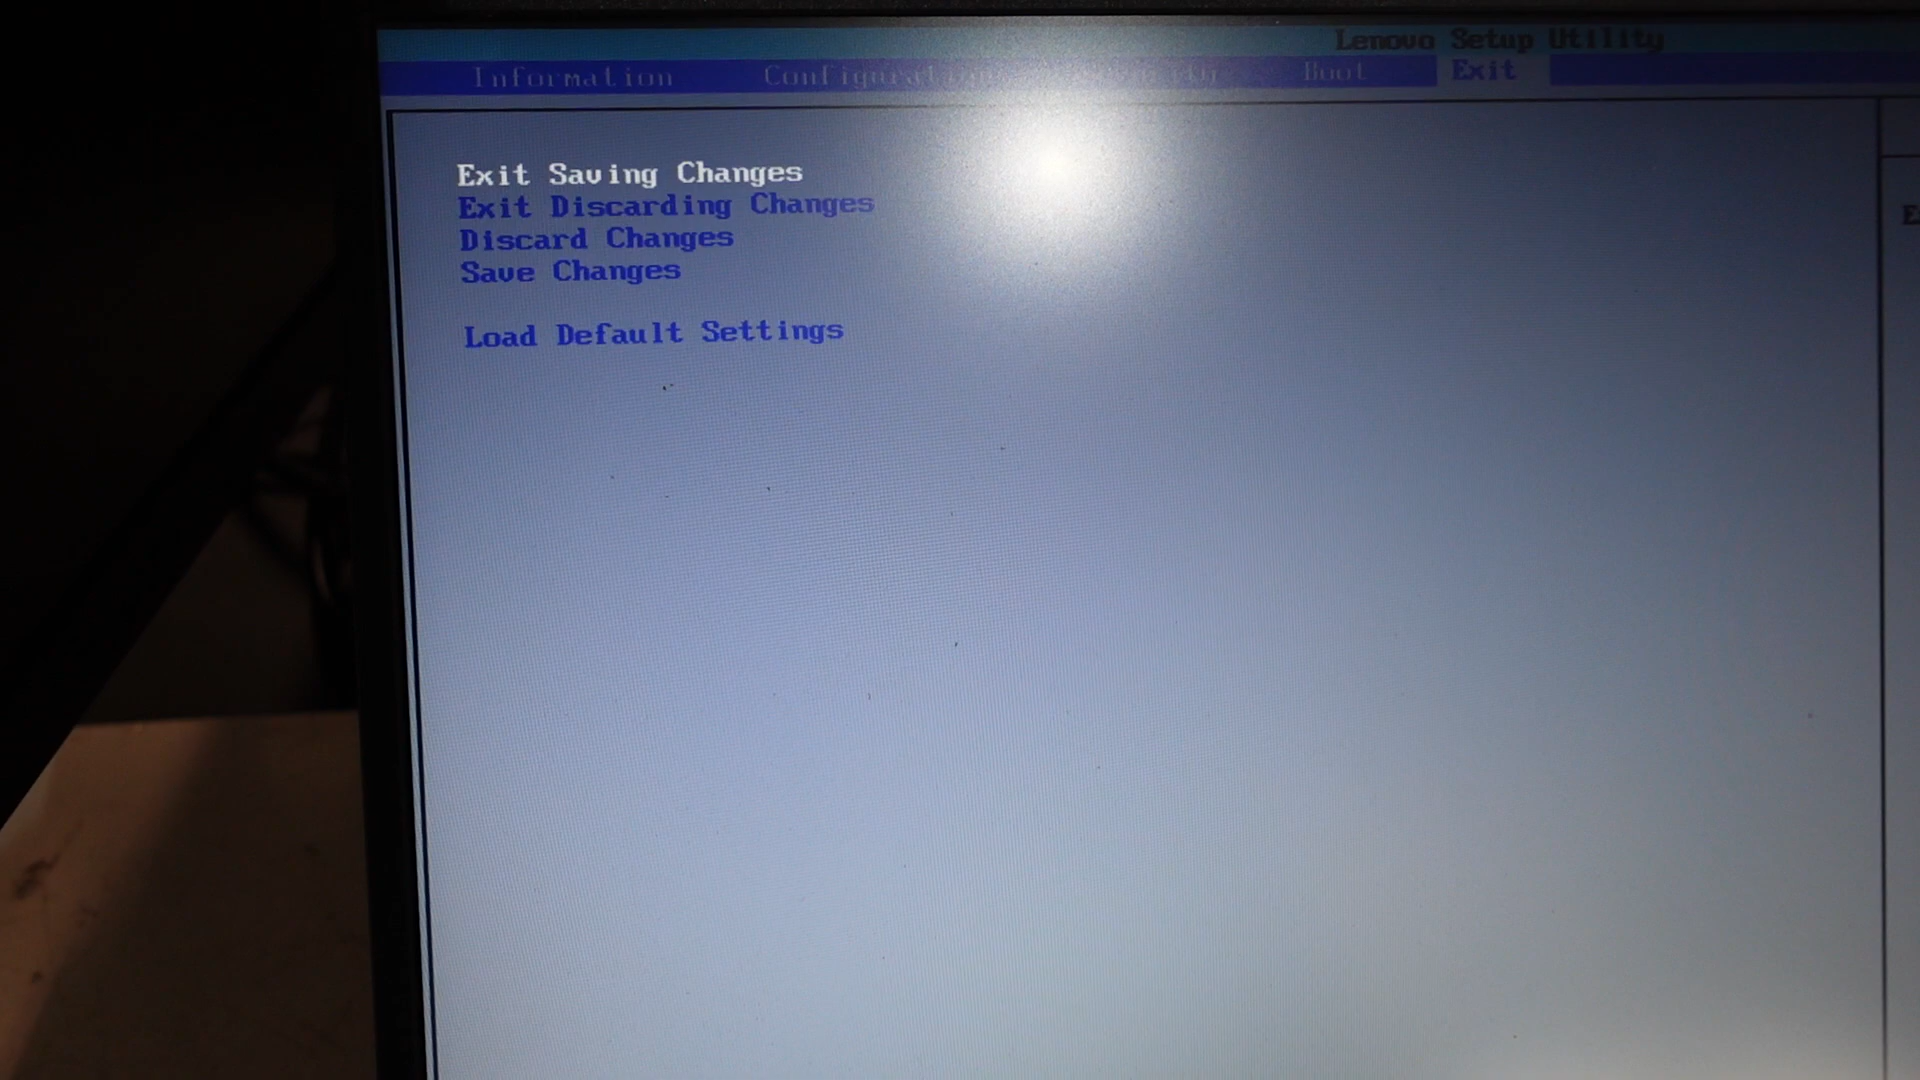 Lenovo Setup Utility
Information Configuration Boot Exit
Exit Saving Changes
Exit Discarding Changes
Discard Changes
Save Changes
Load Default Settings